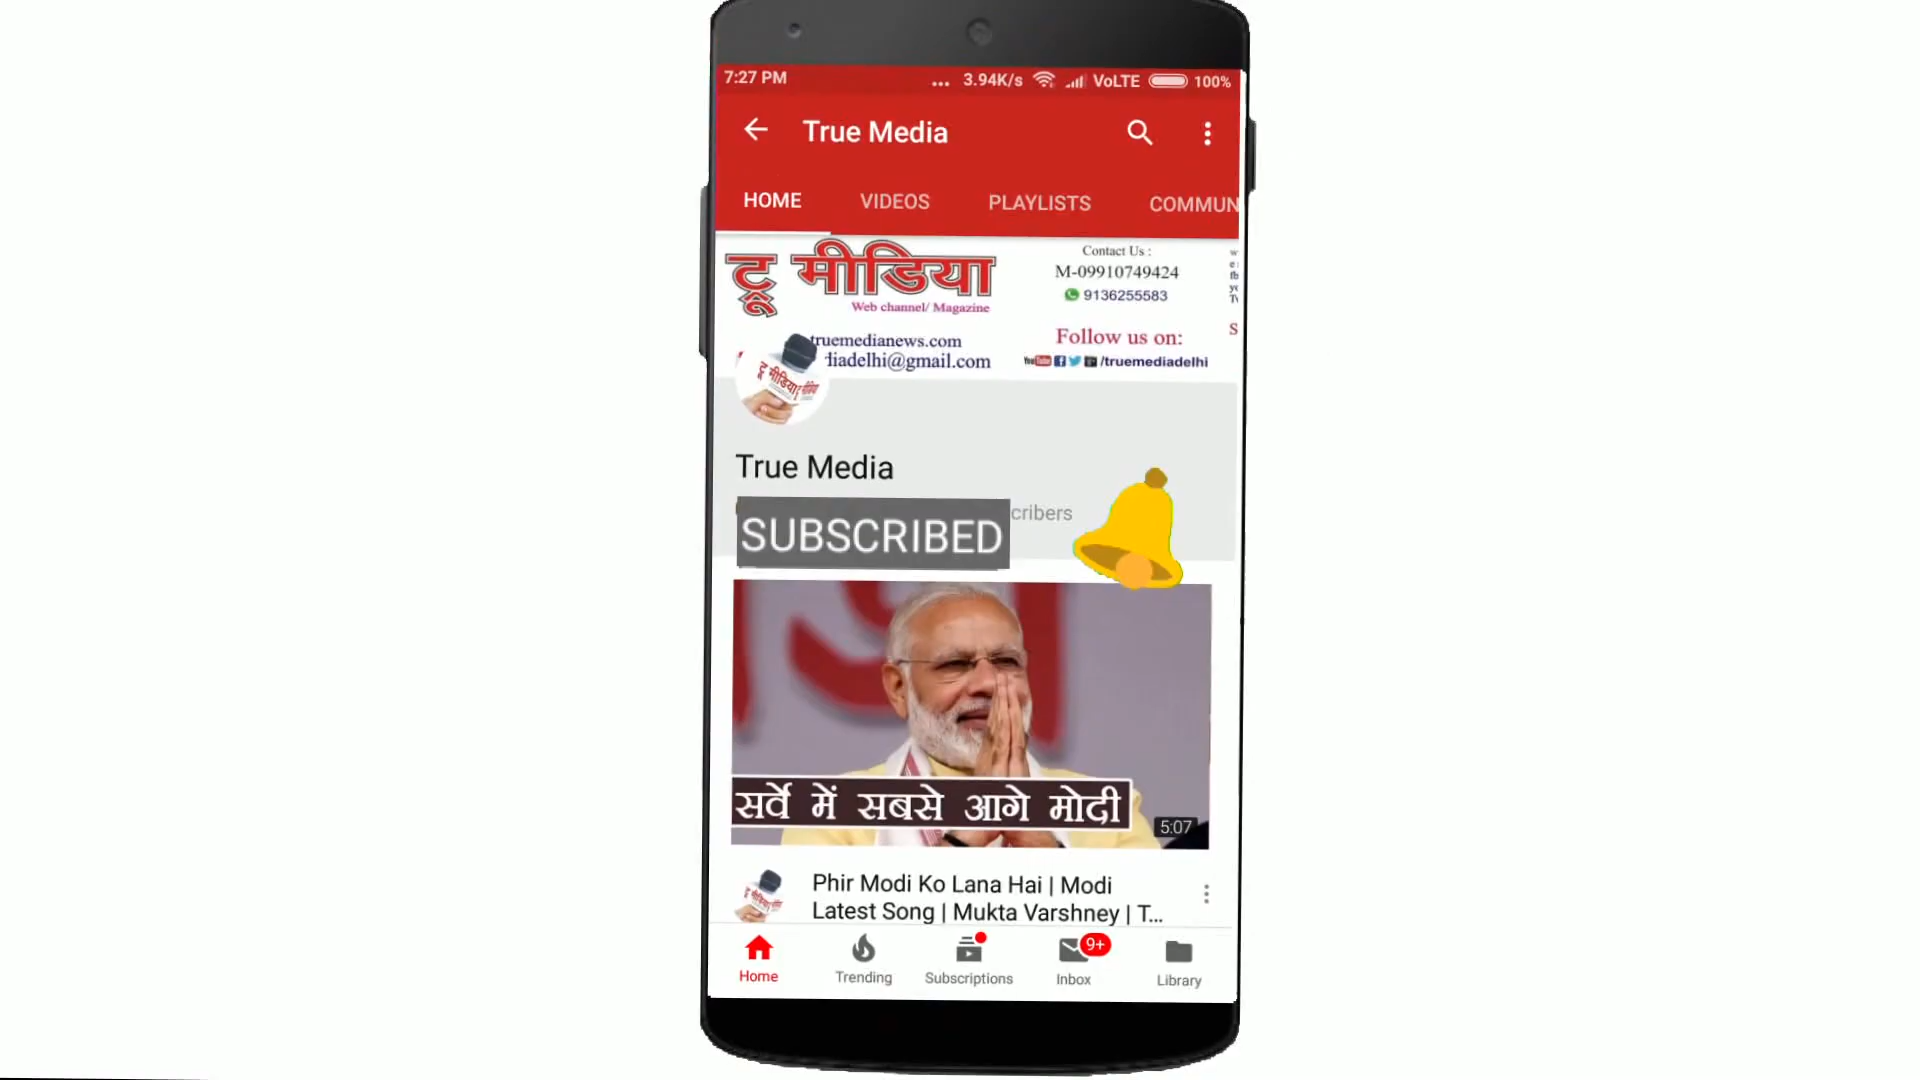 7:27 PM ... 3.94K/s VoLTE 100%
True Media
HOME VIDEOS PLAYLISTS COMMUN
ट्रू मीडिया
Web channel/ Magazine
Contact Us :
M-09910749424
9136255583
truemedianews.com
diadelhi@gmail.com
Follow us on:
You Tube /truemediadelhi
ट्रू मीडिया
True Media
SUBSCRIBED
cribers
सर्वे में सबसे आगे मोदी
5:07
Phir Modi Ko Lana Hai | Modi
Latest Song | Mukta Varshney | T...
Home Trending Subscriptions 9+ Inbox Library